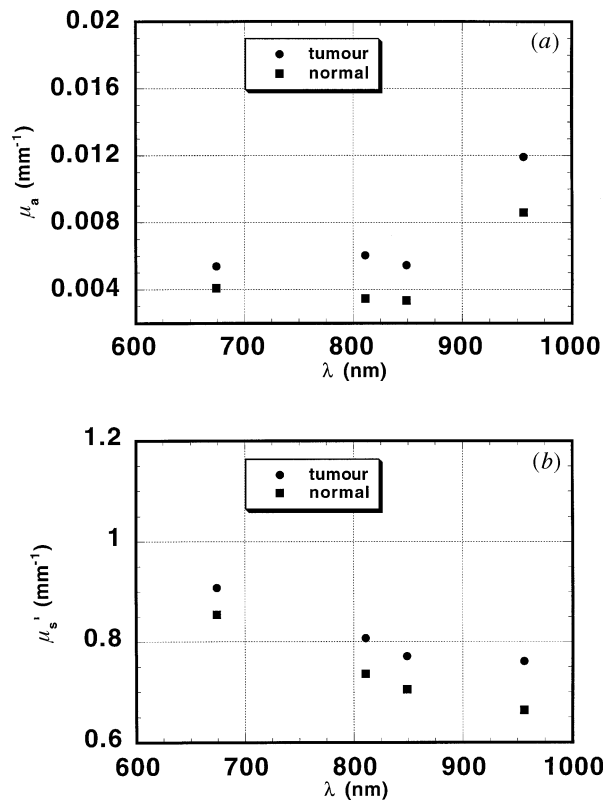 (a)
tumour
normal
0.02
0.016
0.012
0.008
0.004
μa (mm-1)
600 700 800 900 1000
λ (nm)
(b)
tumour
normal
1.2
1
0.8
0.6
μs' (mm-1)
600 700 800 900 1000
λ (nm)